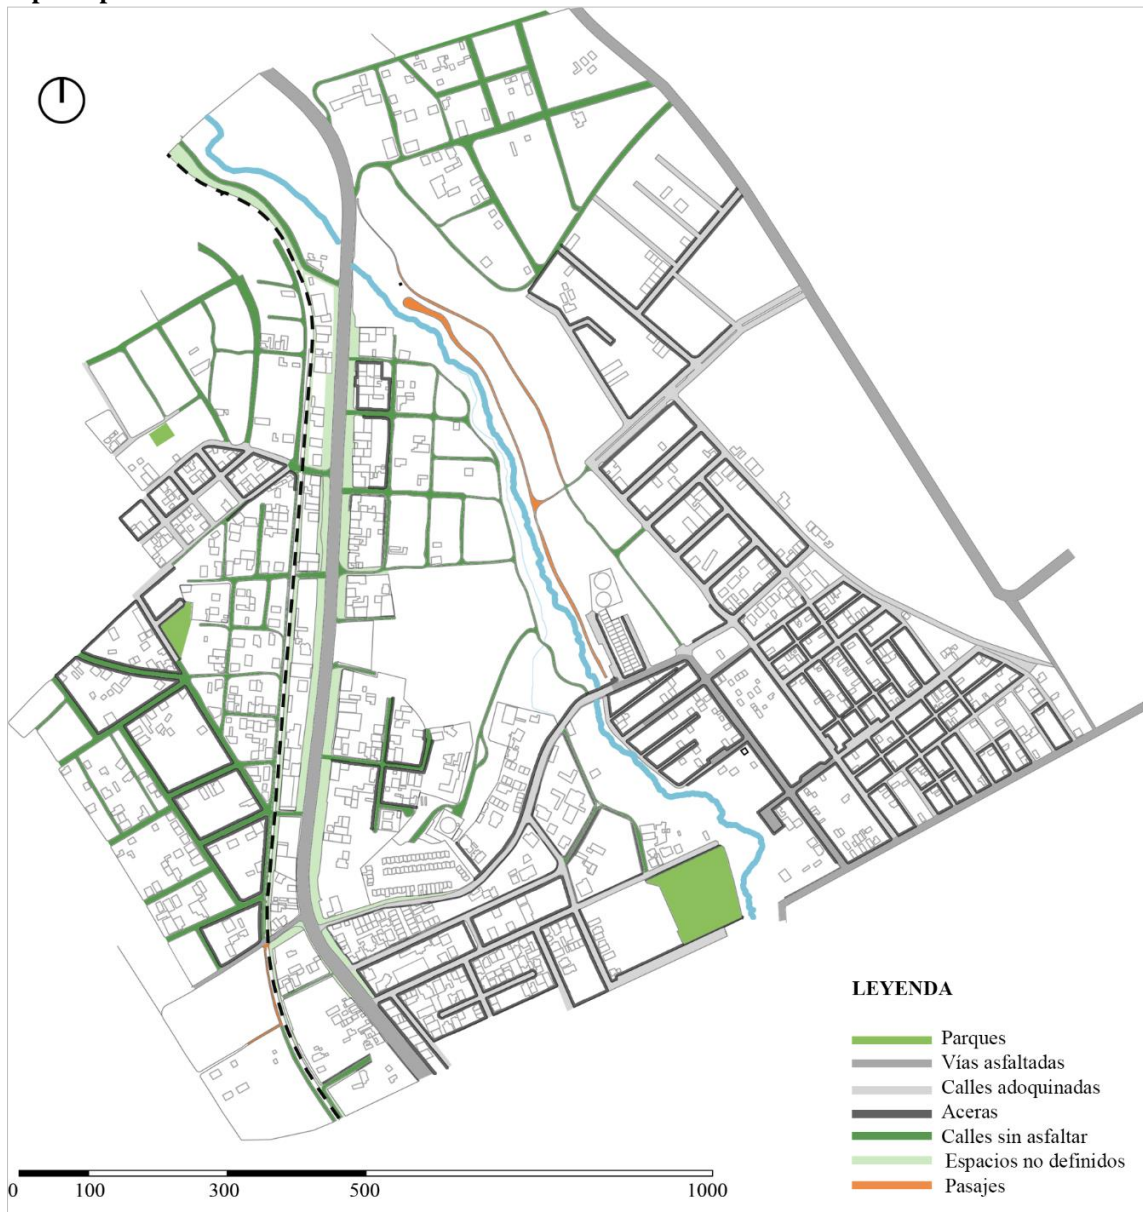 LEYENDA
Parques
Vías asfaltadas
Calles adoquinadas
Aceras
Calles sin asfaltar
Espacios no definidos
Pasajes
0 100 300 500 1000